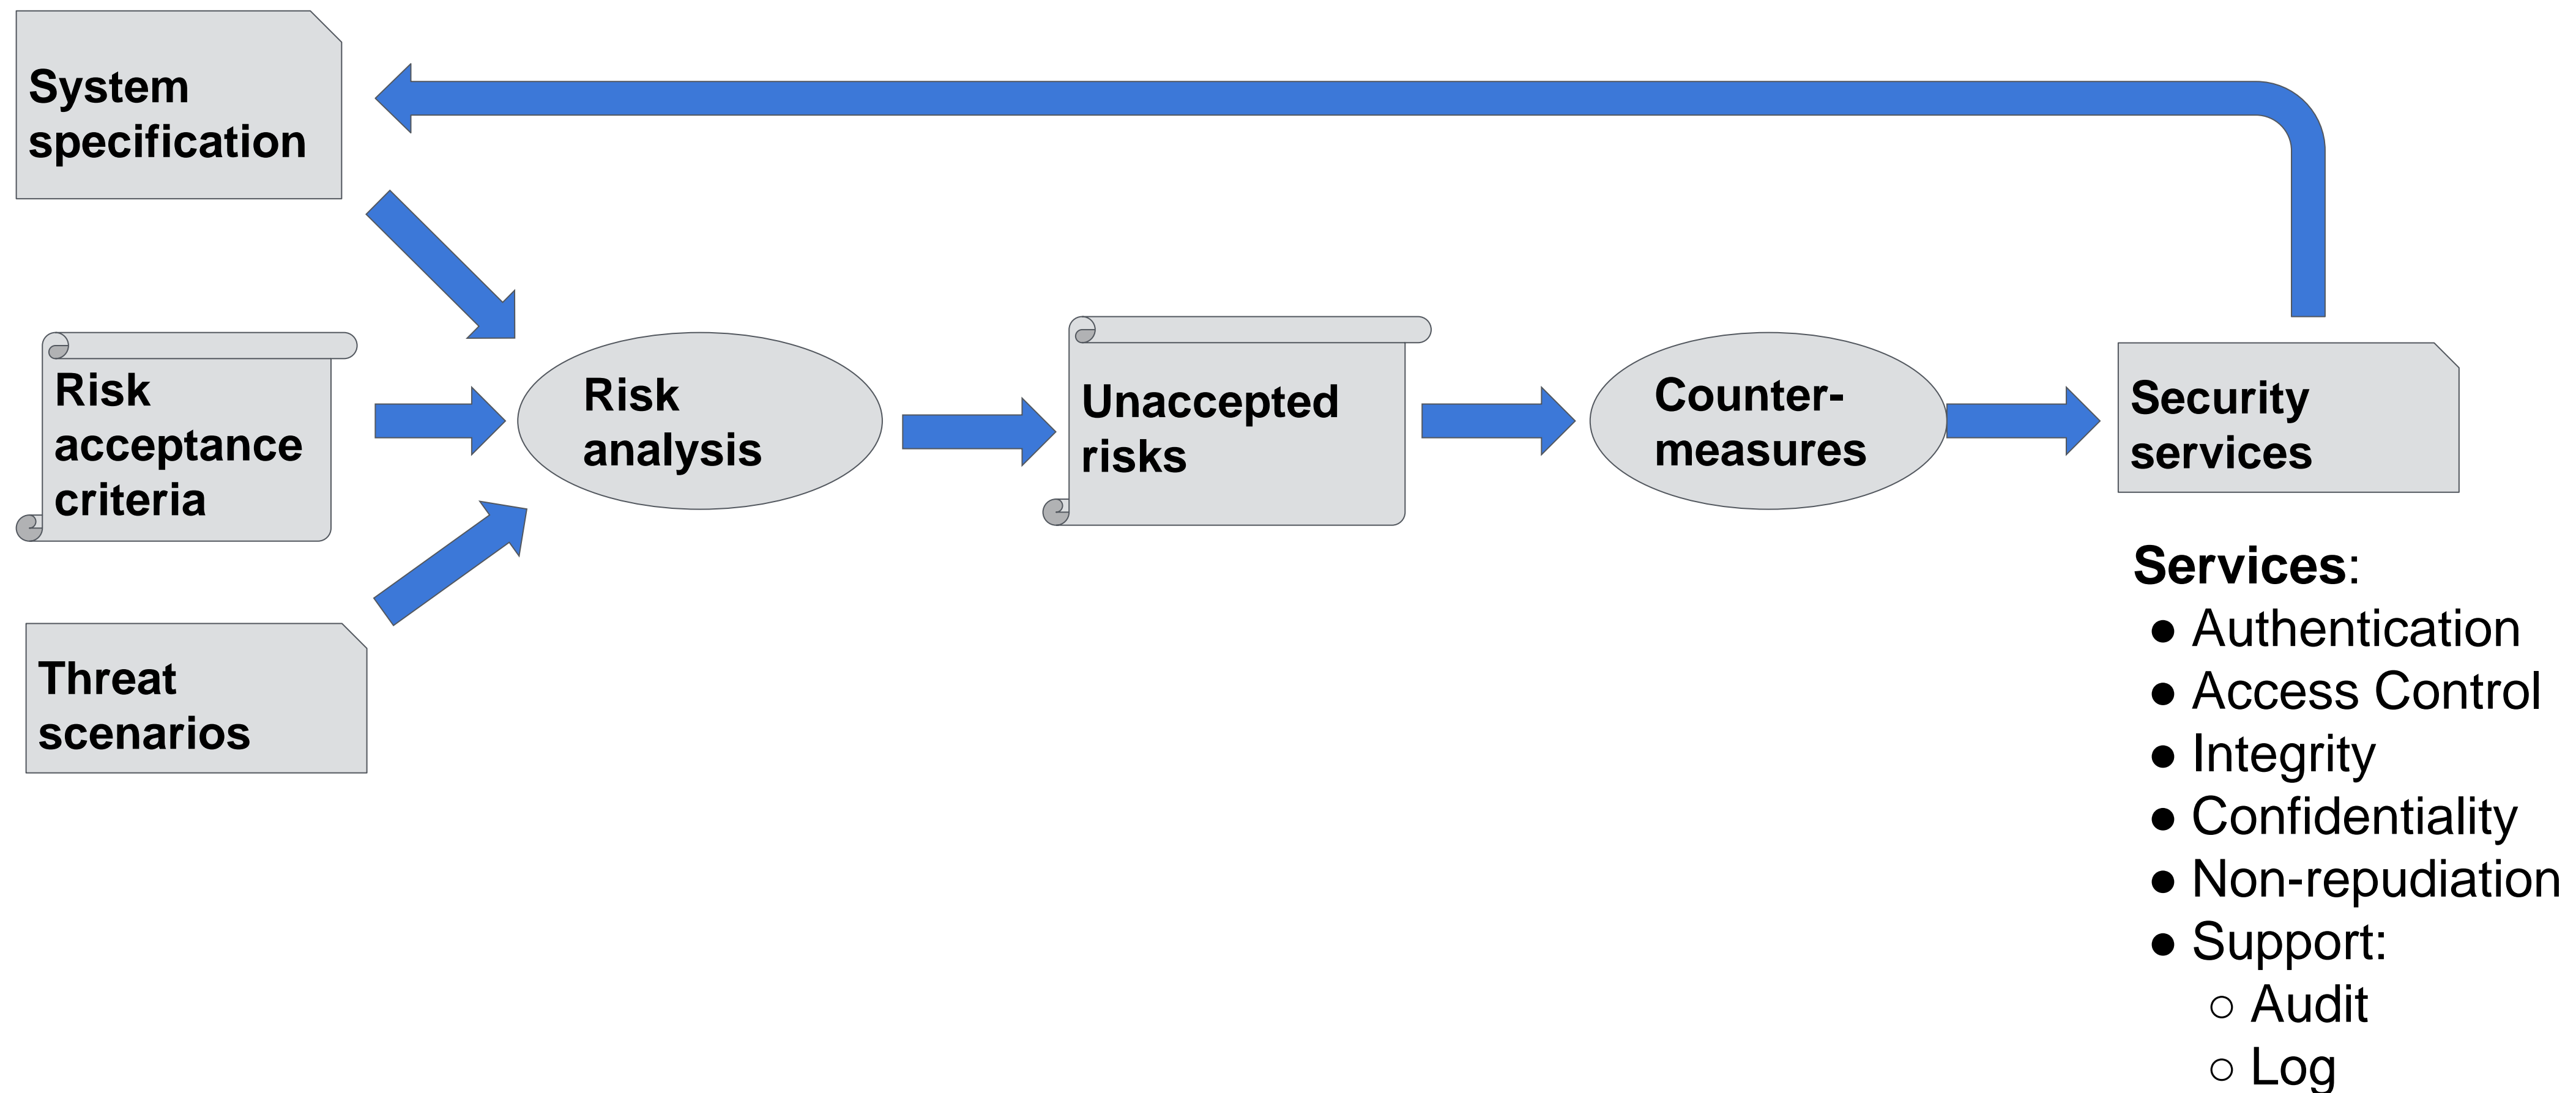 System
specification
Risk
acceptance
criteria
Threat
scenarios
Risk
analysis
Unaccepted
risks
Counter-
measures
Security
services
Services:
● Authentication
● Access Control
● Integrity
● Confidentiality
● Non-repudiation
● Support:
○ Audit
○ Log